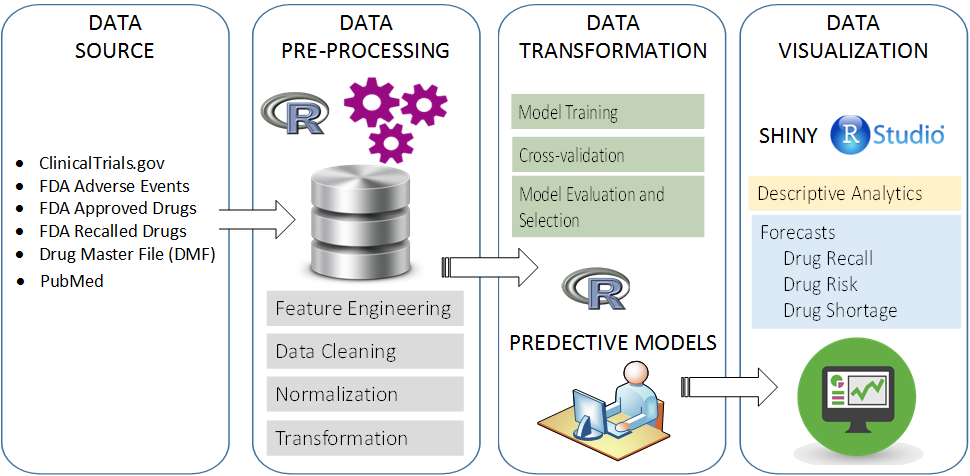 DATA
SOURCE
• ClinicalTrials.gov
• FDA Adverse Events
• FDA Approved Drugs
• FDA Recalled Drugs
• Drug Master File (DMF)
• PubMed
DATA
PRE-PROCESSING
R
Feature Engineering
Data Cleaning
Normalization
Transformation
DATA
TRANSFORMATION
Model Training
Cross-validation
Model Evaluation and
Selection
R
PREDECTIVE MODELS
DATA
VISUALIZATION
SHINY R Studio
Descriptive Analytics
Forecasts
Drug Recall
Drug Risk
Drug Shortage